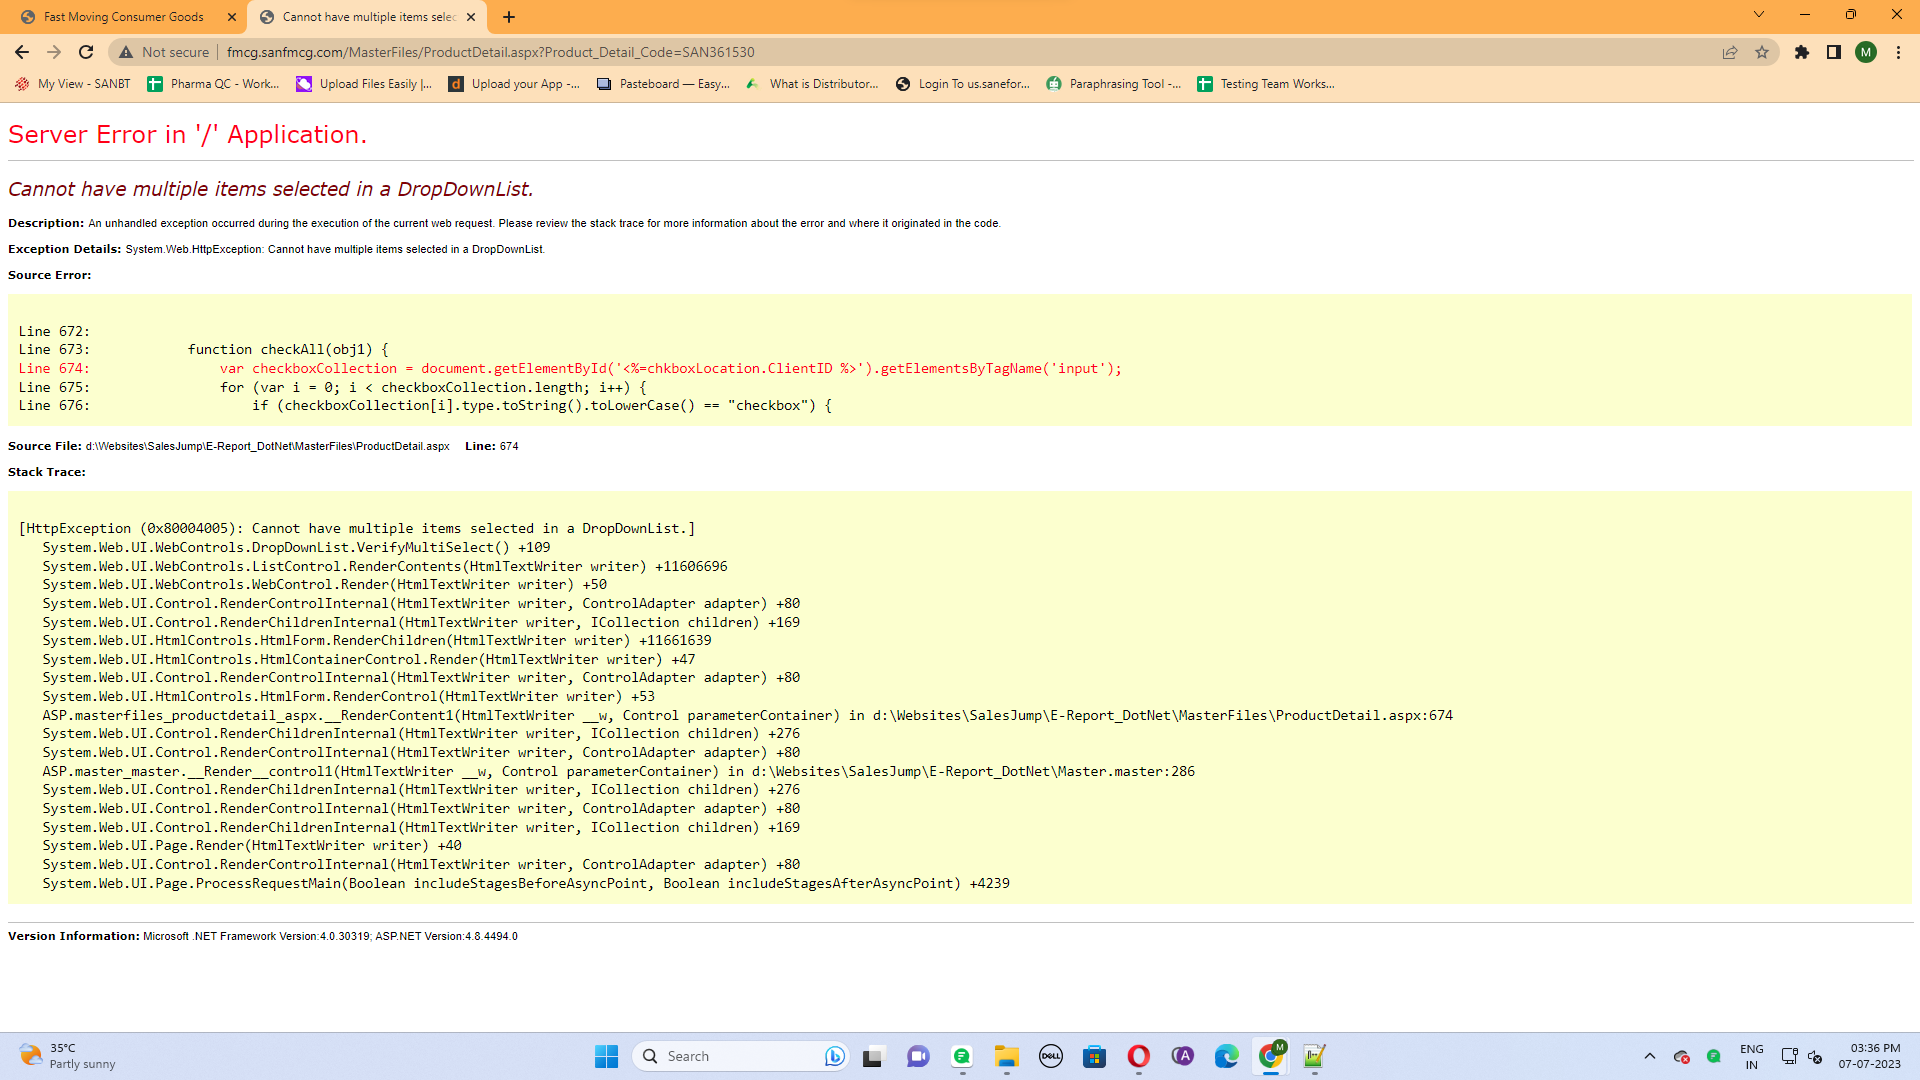 Fast Moving Consumer Goods
Cannot have multiple items selec
Not secure
fmcg.sanfmcg.com/MasterFiles/ProductDetail.aspx?Product_Detail_Code=SAN361530
M
My View - SANBT
Pharma QC - Work...
Upload Files Easily |...
Upload your App -...
Pasteboard — Easy...
What is Distributor...
Login To us.sanefor...
Paraphrasing Tool -...
Testing Team Works...
Server Error in '/' Application.
Cannot have multiple items selected in a DropDownList.
Description: An unhandled exception occurred during the execution of the current web request. Please review the stack trace for more information about the error and where it originated in the code.
Exception Details: System.Web.HttpException: Cannot have multiple items selected in a DropDownList.
Source Error:
Line 672:
Line 673:            function checkAll(obj1) {
Line 674:                var checkboxCollection = document.getElementById('<%=chkboxLocation.ClientID %>').getElementsByTagName('input');
Line 675:                for (var i = 0; i < checkboxCollection.length; i++) {
Line 676:                    if (checkboxCollection[i].type.toString().toLowerCase() == "checkbox") {
Source File: d:\Websites\SalesJump\E-Report_DotNet\MasterFiles\ProductDetail.aspx    Line: 674
Stack Trace:
[HttpException (0x80004005): Cannot have multiple items selected in a DropDownList.]
System.Web.UI.WebControls.DropDownList.VerifyMultiSelect() +109
System.Web.UI.WebControls.ListControl.RenderContents(HtmlTextWriter writer) +11606696
System.Web.UI.WebControls.WebControl.Render(HtmlTextWriter writer) +50
System.Web.UI.Control.RenderControlInternal(HtmlTextWriter writer, ControlAdapter adapter) +80
System.Web.UI.Control.RenderChildrenInternal(HtmlTextWriter writer, ICollection children) +169
System.Web.UI.HtmlControls.HtmlForm.RenderChildren(HtmlTextWriter writer) +11661639
System.Web.UI.HtmlControls.HtmlContainerControl.Render(HtmlTextWriter writer) +47
System.Web.UI.Control.RenderControlInternal(HtmlTextWriter writer, ControlAdapter adapter) +80
System.Web.UI.HtmlControls.HtmlForm.RenderControl(HtmlTextWriter writer) +53
ASP.masterfiles_productdetail_aspx.__RenderContent1(HtmlTextWriter __w, Control parameterContainer) in d:\Websites\SalesJump\E-Report_DotNet\MasterFiles\ProductDetail.aspx:674
System.Web.UI.Control.RenderChildrenInternal(HtmlTextWriter writer, ICollection children) +276
System.Web.UI.Control.RenderControlInternal(HtmlTextWriter writer, ControlAdapter adapter) +80
ASP.master_master.__Render__control1(HtmlTextWriter __w, Control parameterContainer) in d:\Websites\SalesJump\E-Report_DotNet\Master.master:286
System.Web.UI.Control.RenderChildrenInternal(HtmlTextWriter writer, ICollection children) +276
System.Web.UI.Control.RenderControlInternal(HtmlTextWriter writer, ControlAdapter adapter) +80
System.Web.UI.Control.RenderChildrenInternal(HtmlTextWriter writer, ICollection children) +169
System.Web.UI.Page.Render(HtmlTextWriter writer) +40
System.Web.UI.Control.RenderControlInternal(HtmlTextWriter writer, ControlAdapter adapter) +80
System.Web.UI.Page.ProcessRequestMain(Boolean includeStagesBeforeAsyncPoint, Boolean includeStagesAfterAsyncPoint) +4239
Version Information: Microsoft .NET Framework Version:4.0.30319; ASP.NET Version:4.8.4494.0
35°C
Partly sunny
Search
DELL
M
ENG
IN
03:36 PM
07-07-2023